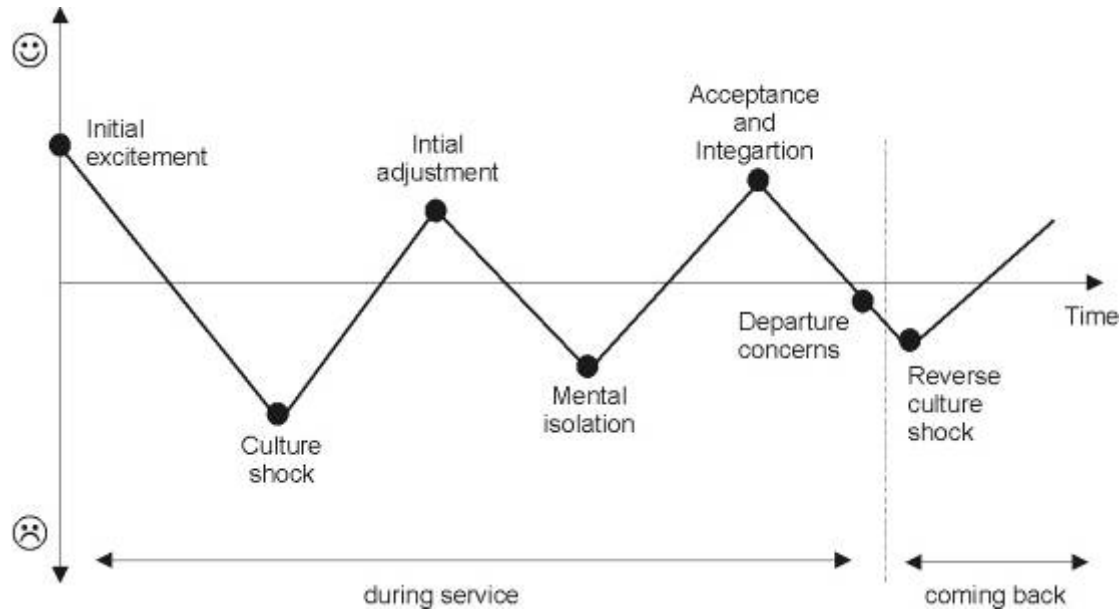 Initial
excitement
Intial
adjustment
Acceptance
and
Integartion
Time
Departure
concerns
Mental
isolation
Reverse
culture
shock
Culture
shock
during service
coming back